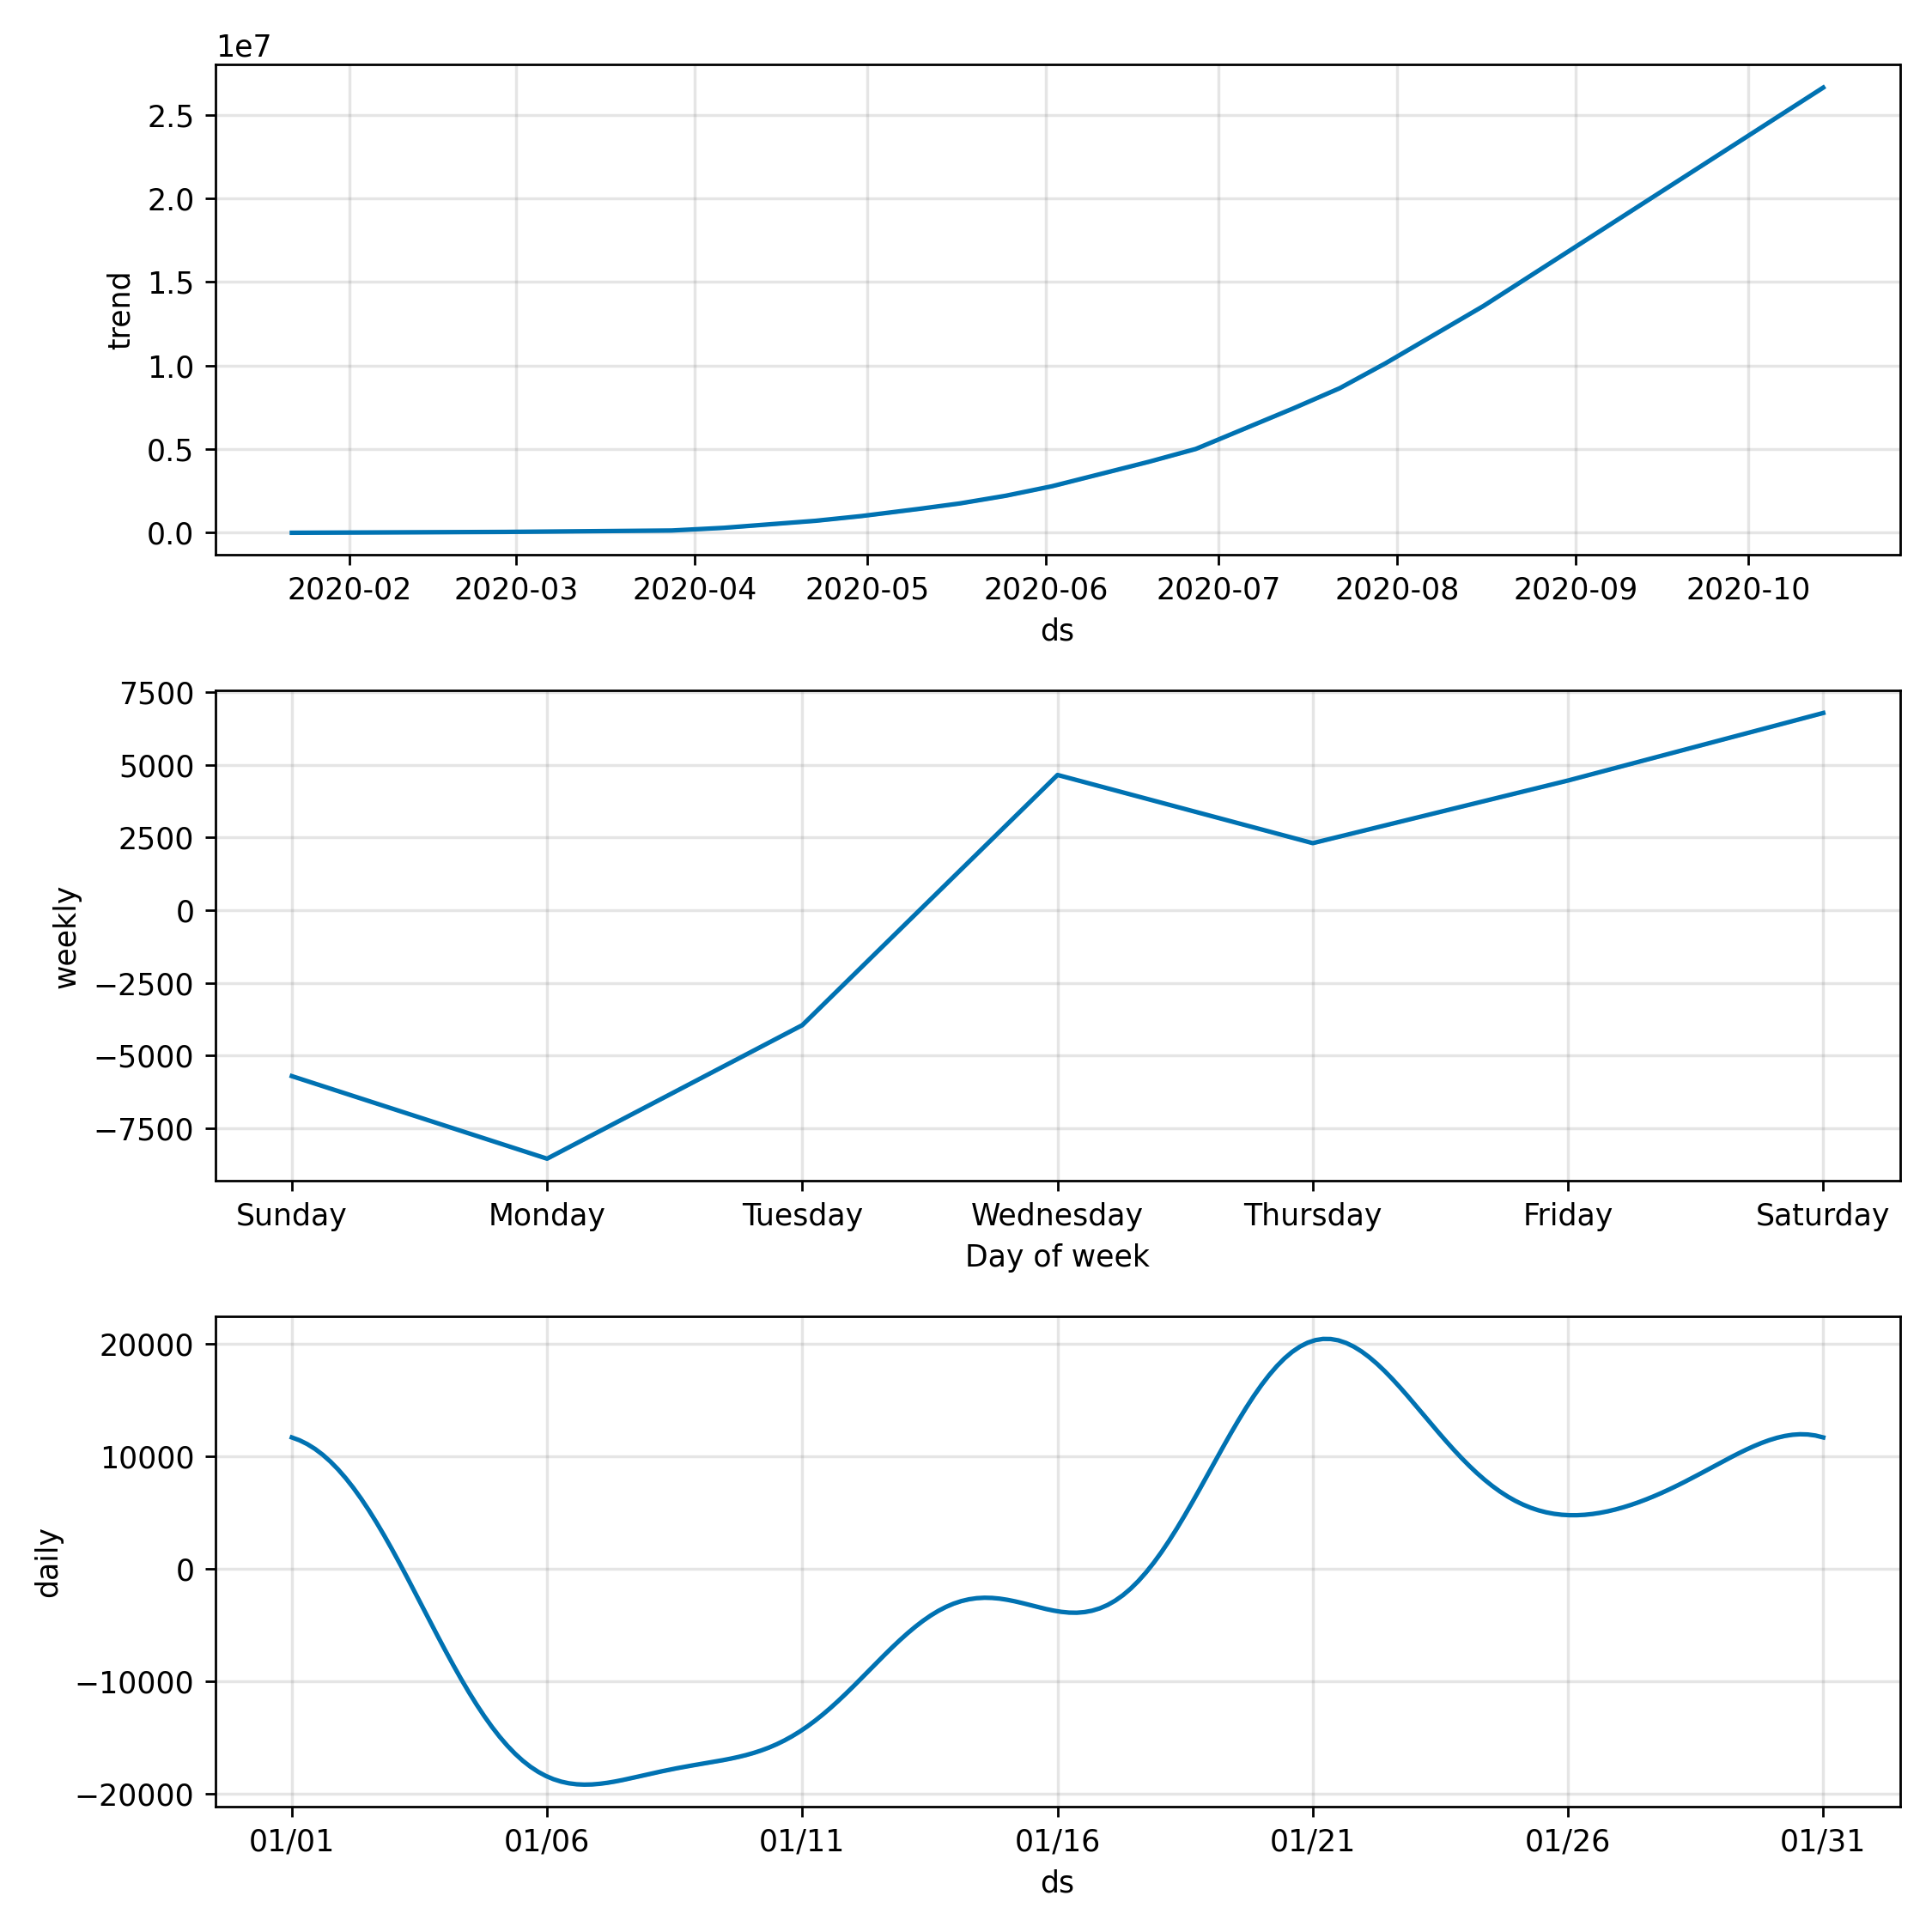 1e7
2.5
2.0
1.5
1.0
0.5
0.0
trend
2020-02 2020-03 2020-04 2020-05 2020-06 2020-07 2020-08 2020-09 2020-10
ds
7500
5000
2500
0
−2500
−5000
−7500
weekly
Sunday Monday Tuesday Wednesday Thursday Friday Saturday
Day of week
20000
10000
0
−10000
−20000
daily
01/01 01/06 01/11 01/16 01/21 01/26 01/31
ds